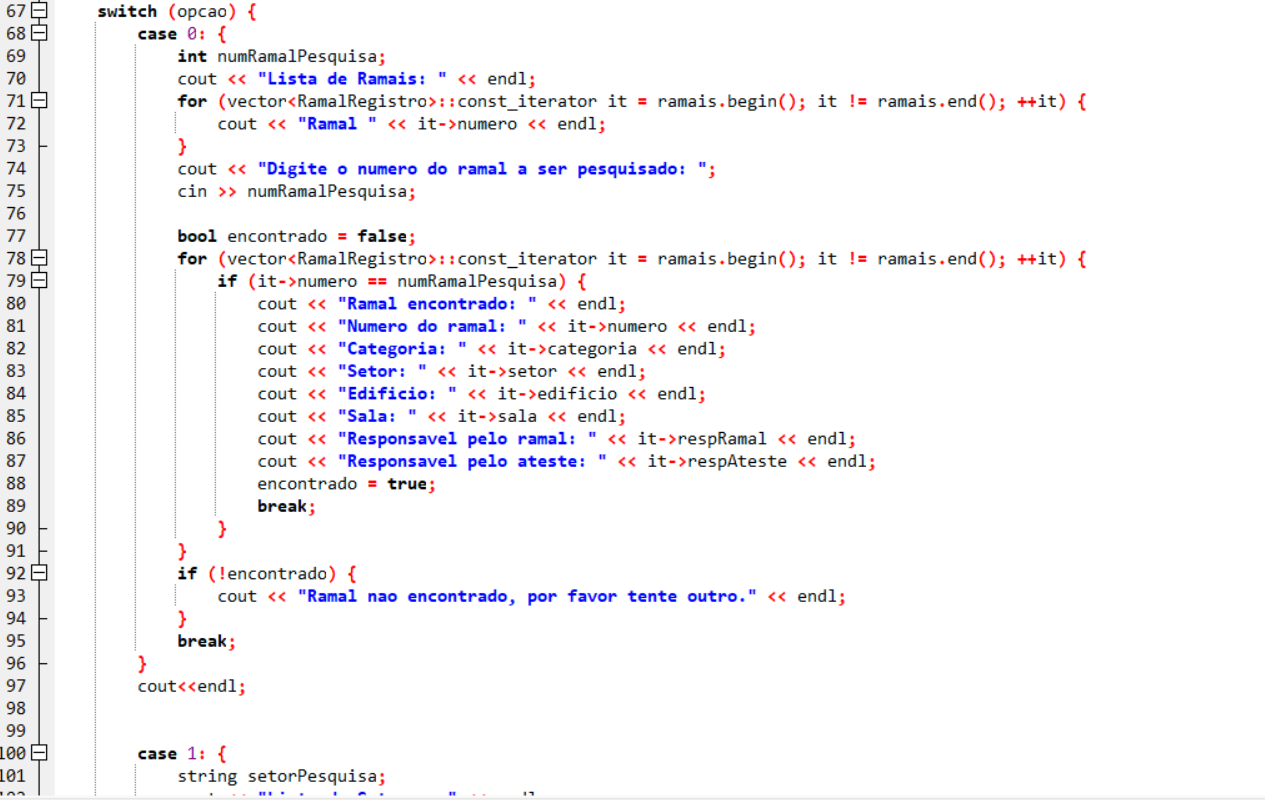 67 switch (opcao) {
68 case 0: {
69 int numRamalPesquisa;
70 cout << "Lista de Ramais: " << endl;
71 for (vector<RamalRegistro>::const_iterator it = ramais.begin(); it != ramais.end(); ++it) {
72 cout << "Ramal " << it->numero << endl;
73 }
74 cout << "Digite o numero do ramal a ser pesquisado: ";
75 cin >> numRamalPesquisa;
76
77 bool encontrado = false;
78 for (vector<RamalRegistro>::const_iterator it = ramais.begin(); it != ramais.end(); ++it) {
79 if (it->numero == numRamalPesquisa) {
80 cout << "Ramal encontrado: " << endl;
81 cout << "Numero do ramal: " << it->numero << endl;
82 cout << "Categoria: " << it->categoria << endl;
83 cout << "Setor: " << it->setor << endl;
84 cout << "Edificio: " << it->edificio << endl;
85 cout << "Sala: " << it->sala << endl;
86 cout << "Responsavel pelo ramal: " << it->respRamal << endl;
87 cout << "Responsavel pelo ateste: " << it->respAteste << endl;
88 encontrado = true;
89 break;
90 }
91 }
92 if (!encontrado) {
93 cout << "Ramal nao encontrado, por favor tente outro." << endl;
94 }
95 break;
96 }
97 cout<<endl;
98
99
100 case 1: {
101 string setorPesquisa;